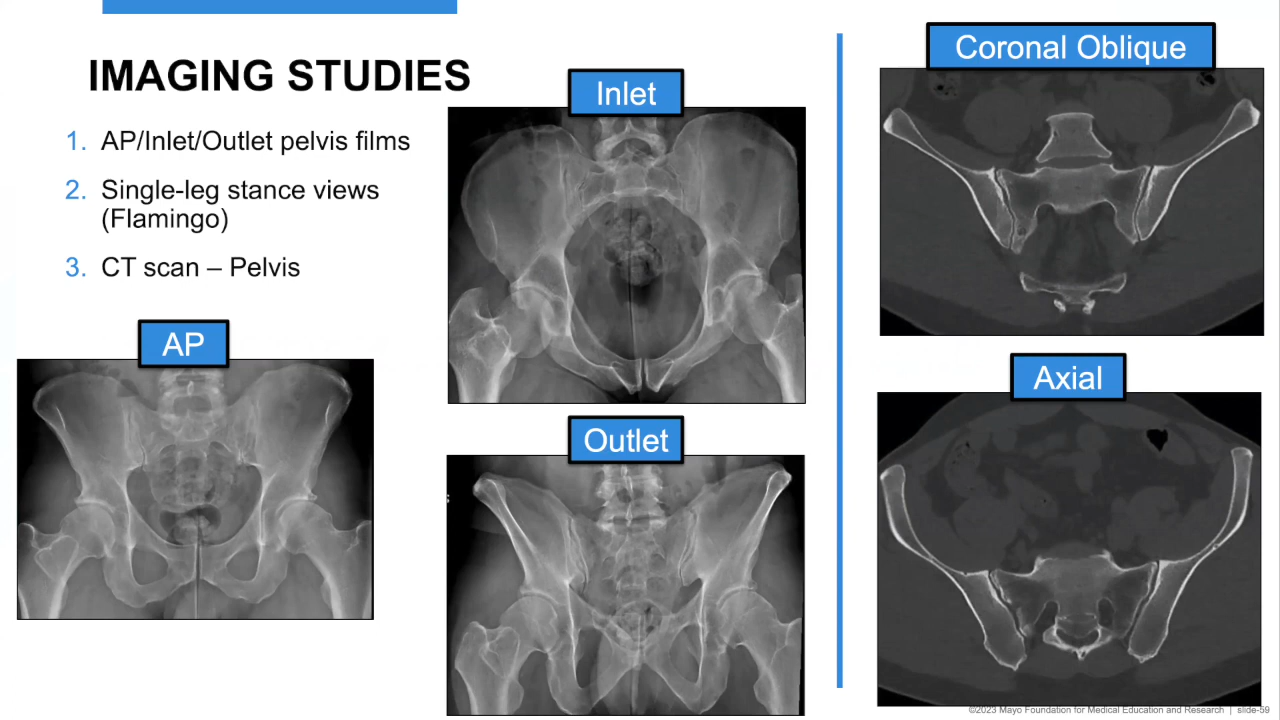 IMAGING STUDIES
1. AP/Inlet/Outlet pelvis films
2. Single-leg stance views
(Flamingo)
3. CT scan – Pelvis
AP
Inlet
Outlet
Coronal Oblique
Axial
©2023 Mayo Foundation for Medical Education and Research | slide-59